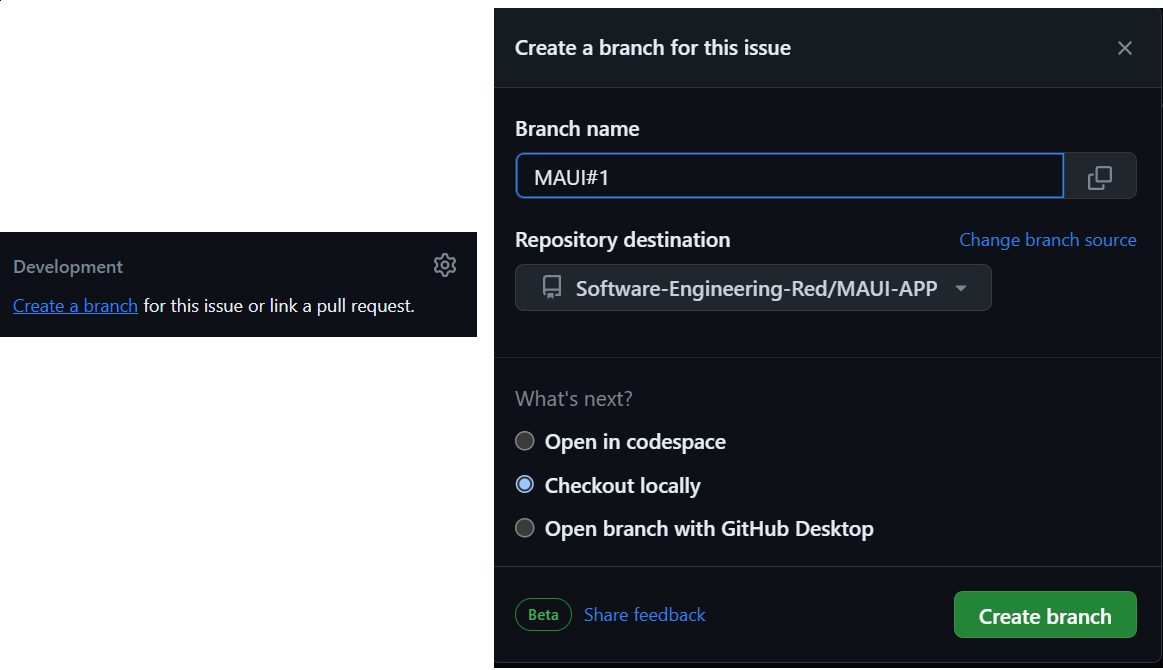 Development
Create a branch for this issue or link a pull request.
Create a branch for this issue
Branch name
MAUI#1
Repository destination
Change branch source
Software-Engineering-Red/MAUI-APP
What's next?
Open in codespace
Checkout locally
Open branch with GitHub Desktop
Beta
Share feedback
Create branch